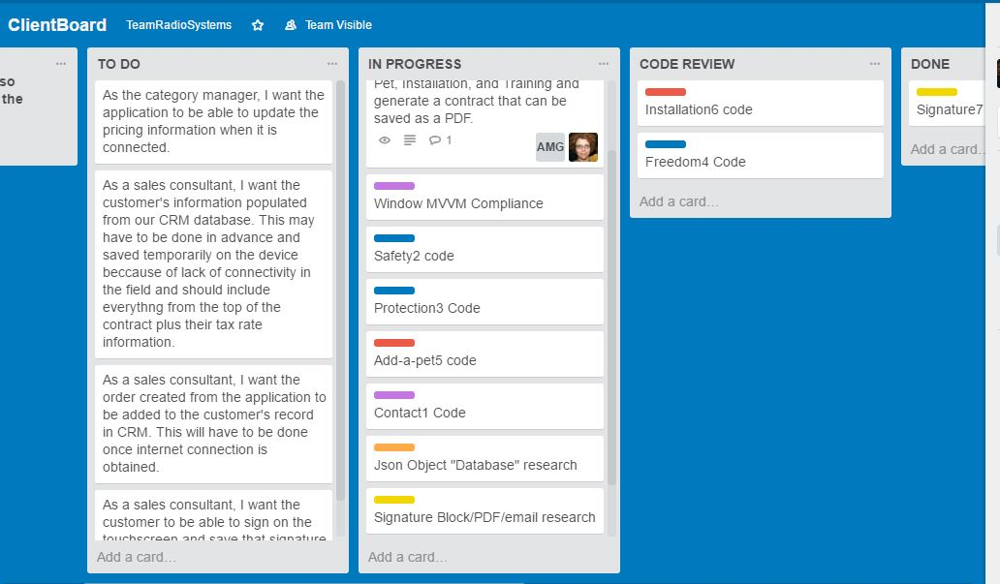 ClientBoard TeamRadioSystems Team Visible
so
the
TO DO
As the category manager, I want the
application to be able to update the
pricing information when it is
connected.
As a sales consultant, I want the
customer's information populated
from our CRM database. This may
have to be done in advance and
saved temporarily on the device
beccause of lack of connectivity in
the field and should include
everythng from the top of the
contract plus their tax rate
information.
As a sales consultant, I want the
order created from the application to
be added to the customer's record
in CRM. This will have to be done
once internet connection is
obtained.
As a sales consultant, I want the
customer to be able to sign on the
touchscreen and save that signature
Add a card…
IN PROGRESS
Pet, Installation, and Training and
generate a contract that can be
saved as a PDF.
1
AMG
Window MVVM Compliance
Safety2 code
Protection3 Code
Add-a-pet5 code
Contact1 Code
Json Object "Database" research
Signature Block/PDF/email research
Add a card…
CODE REVIEW
Installation6 code
Freedom4 Code
Add a card…
DONE
Signature7
Add a card…